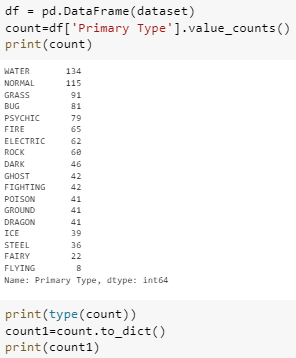 df = pd.DataFrame(dataset)
count=df['Primary Type'].value_counts()
print(count)
WATER 134
NORMAL 115
GRASS 91
BUG 81
PSYCHIC 79
FIRE 65
ELECTRIC 62
ROCK 60
DARK 46
GHOST 42
FIGHTING 42
POISON 41
GROUND 41
DRAGON 41
ICE 39
STEEL 36
FAIRY 22
FLYING 8
Name: Primary Type, dtype: int64
print(type(count))
count1=count.to_dict()
print(count1)